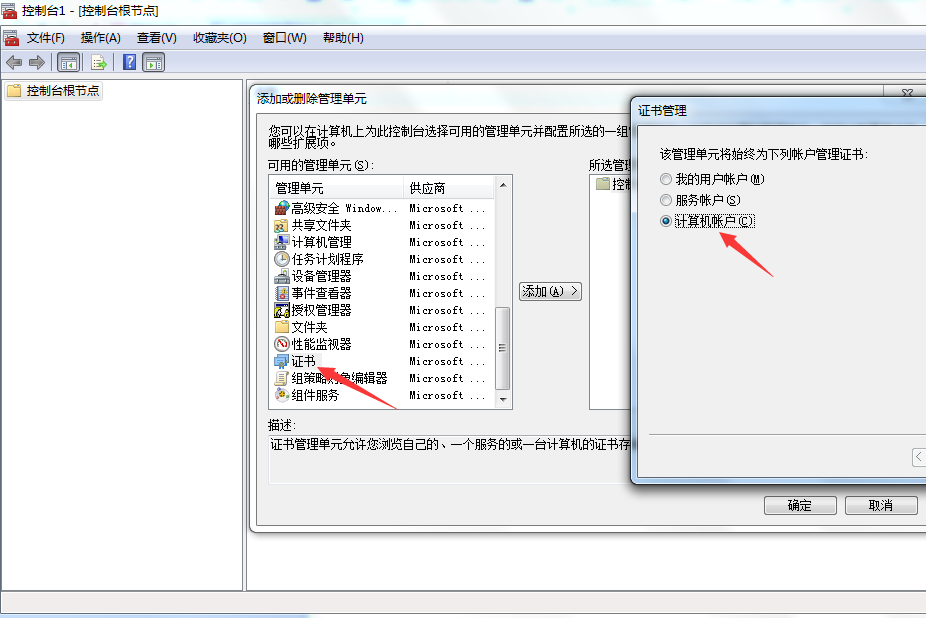 控制台1 - [控制台根节点]
文件(F) 操作(A) 查看(V) 收藏夹(O) 窗口(W) 帮助(H)
控制台根节点
添加或删除管理单元
您可以在计算机上为此控制台选择可用的管理单元并配置所选的一组
哪些扩展项。
可用的管理单元(S):
所选管理
管理单元 供应商
高级安全 Window... Microsoft ...
共享文件夹 Microsoft ...
计算机管理 Microsoft ...
任务计划程序 Microsoft ...
设备管理器 Microsoft ...
事件查看器 Microsoft ...
授权管理器 Microsoft ...
文件夹 Microsoft ...
性能监视器 Microsoft ...
证书 Microsoft ...
组策略对象编辑器 Microsoft ...
组件服务 Microsoft ...
添加(A) >
控制
描述:
证书管理单元允许您浏览自己的、一个服务的或一台计算机的证书存
确定 取消
证书管理
该管理单元将始终为下列帐户管理证书:
我的用户帐户(M)
服务帐户(S)
计算机帐户(C)
<